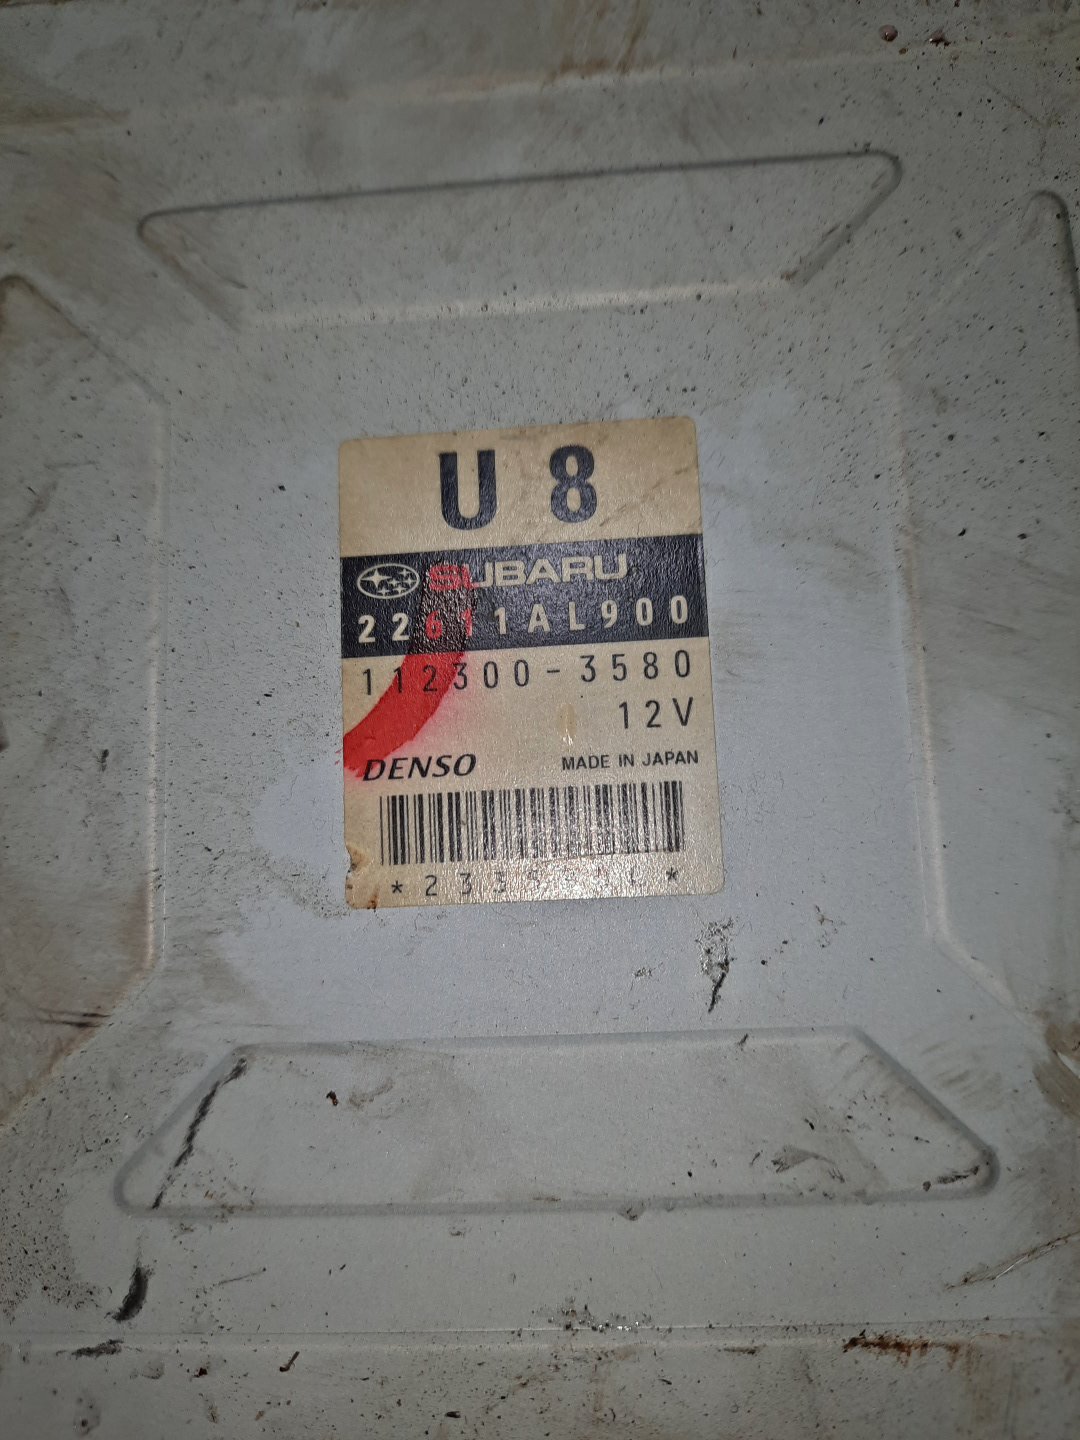 U 8
SUBARU
22611AL900
112300-3580
12V
DENSO MADE IN JAPAN